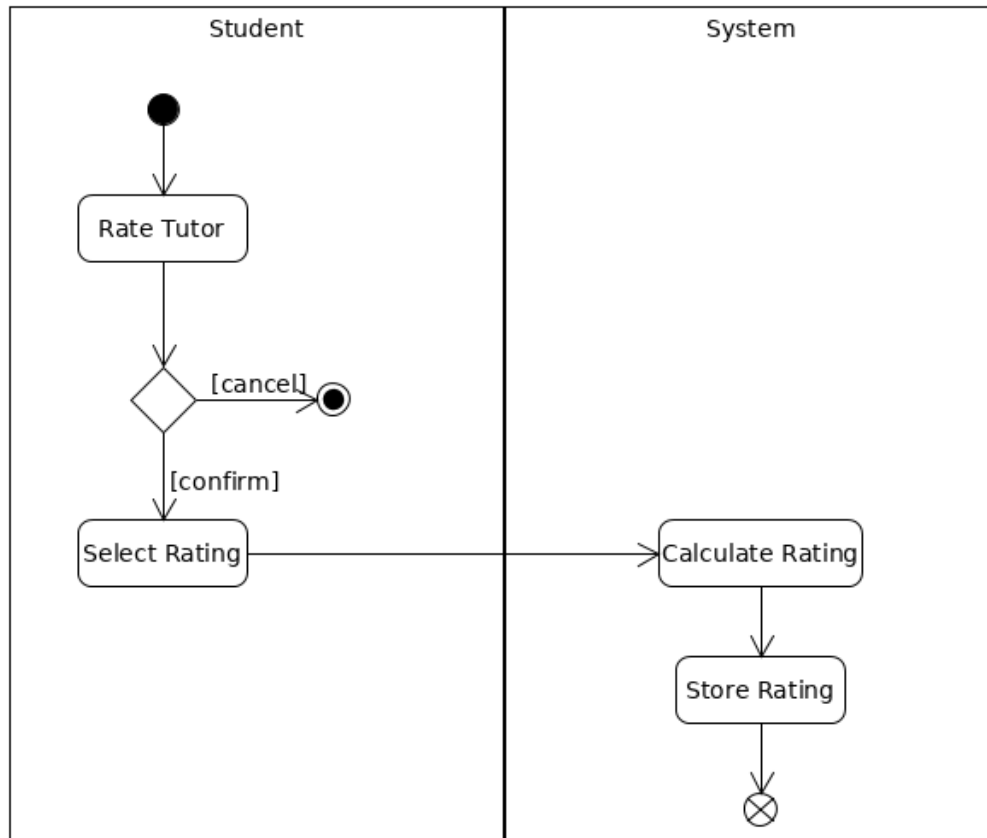 Student
System
Rate Tutor
[cancel]
[confirm]
Select Rating
Calculate Rating
Store Rating